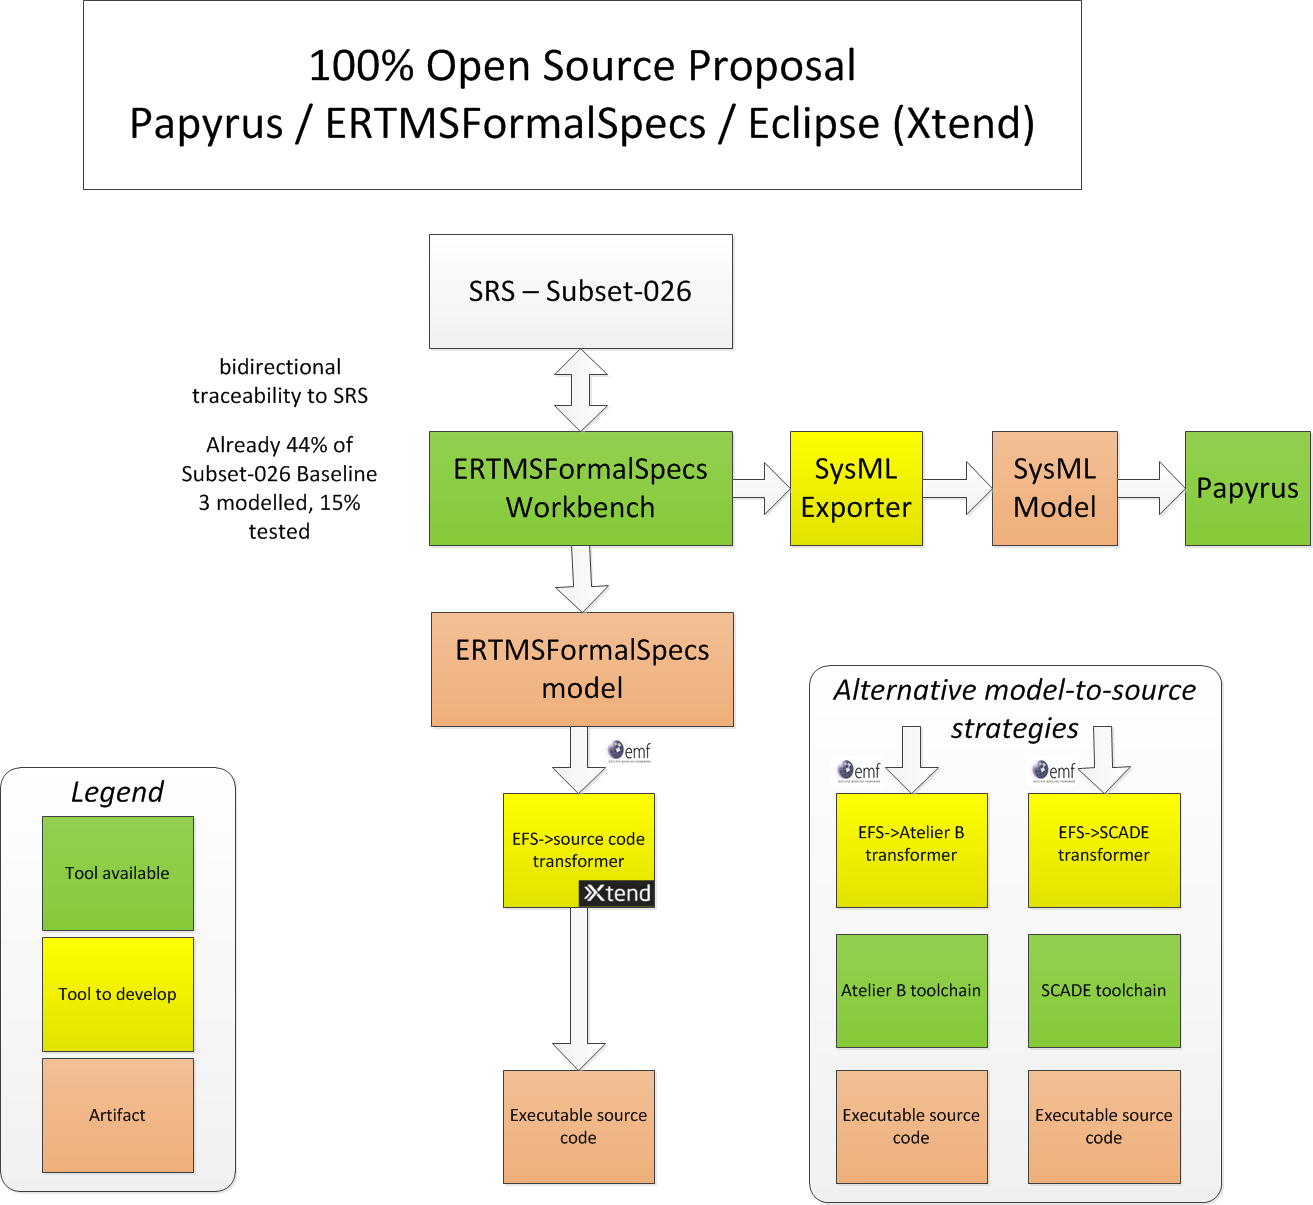 100% Open Source Proposal
Papyrus / ERTMSFormalSpecs / Eclipse (Xtend)
SRS – Subset-026
bidirectional
traceability to SRS
Already 44% of
Subset-026 Baseline
3 modelled, 15%
tested
ERTMSFormalSpecs
Workbench
SysML
Exporter
SysML
Model
Papyrus
ERTMSFormalSpecs
model
emf
EFS->source code
transformer
Xtend
Executable source
code
Alternative model-to-source
strategies
emf
EFS->Atelier B
transformer
Atelier B toolchain
Executable source
code
emf
EFS->SCADE
transformer
SCADE toolchain
Executable source
code
Legend
Tool available
Tool to develop
Artifact